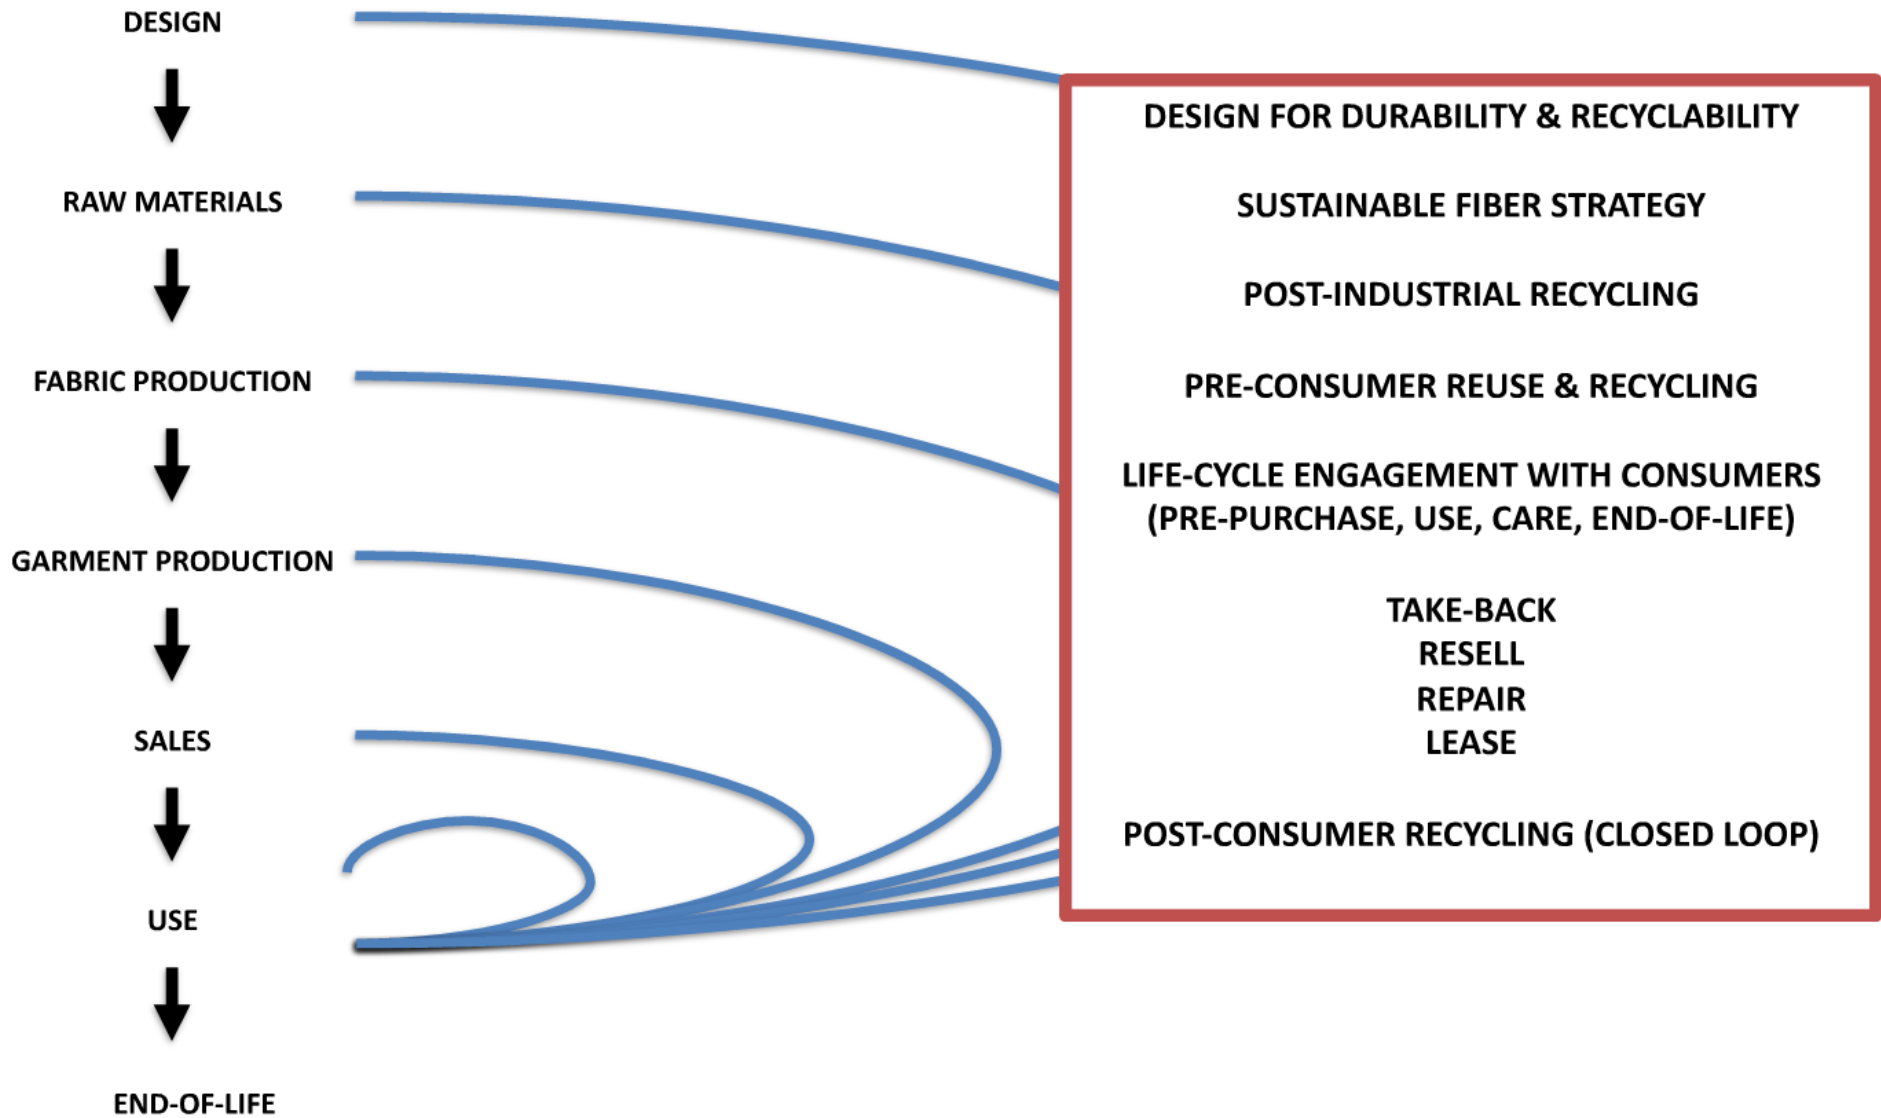 DESIGN
RAW MATERIALS
FABRIC PRODUCTION
GARMENT PRODUCTION
SALES
USE
END-OF-LIFE
DESIGN FOR DURABILITY & RECYCLABILITY
SUSTAINABLE FIBER STRATEGY
POST-INDUSTRIAL RECYCLING
PRE-CONSUMER REUSE & RECYCLING
LIFE-CYCLE ENGAGEMENT WITH CONSUMERS
(PRE-PURCHASE, USE, CARE, END-OF-LIFE)
TAKE-BACK
RESELL
REPAIR
LEASE
POST-CONSUMER RECYCLING (CLOSED LOOP)